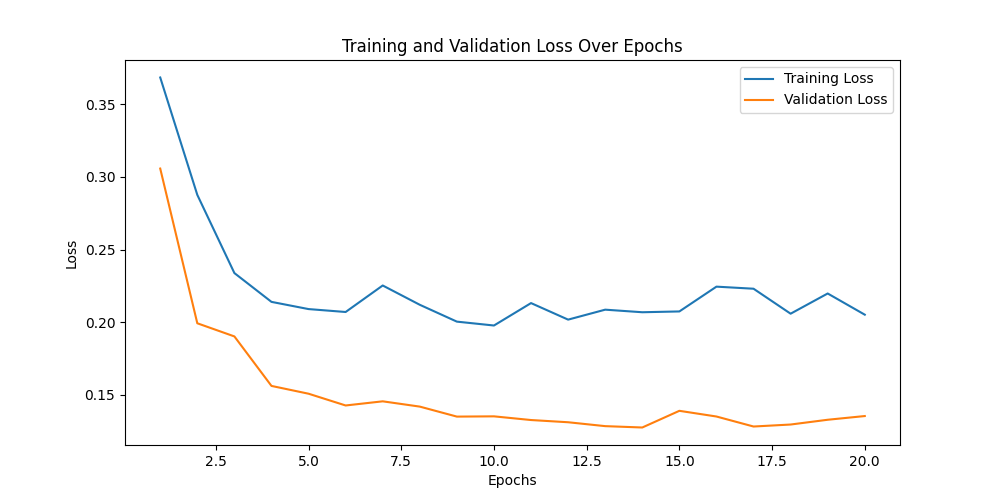 Training and Validation Loss Over Epochs
Training Loss
Validation Loss
0.35
0.30
0.25
0.20
0.15
Loss
2.5 5.0 7.5 10.0 12.5 15.0 17.5 20.0
Epochs